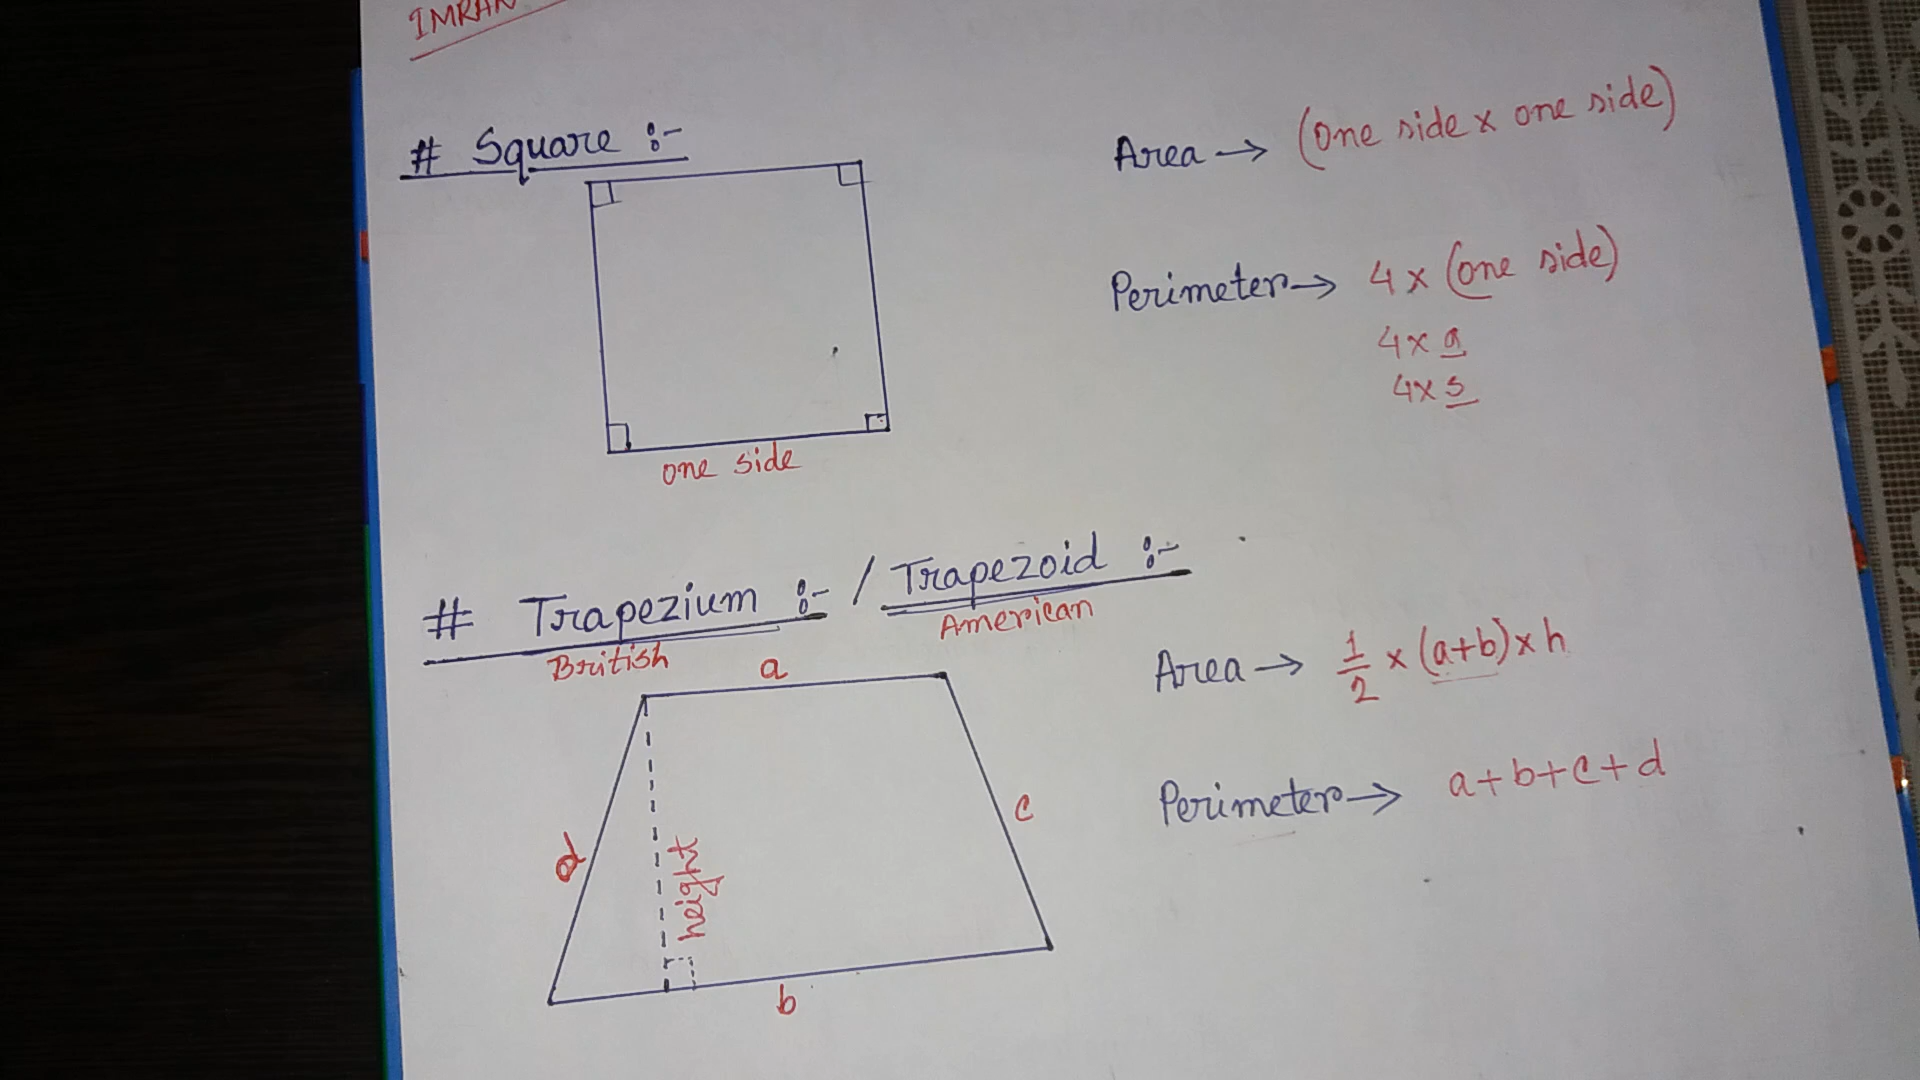 IMRAN
# Square :-
Area → (one side x one side)
Perimeter → 4 x (one side)
4 x a
4 x s
one side
# Trapezium :- / Trapezoid :-
British
American
a
Area → 1/2 x (a+b) x h
Perimeter → a+b+c+d
c
d
height
b